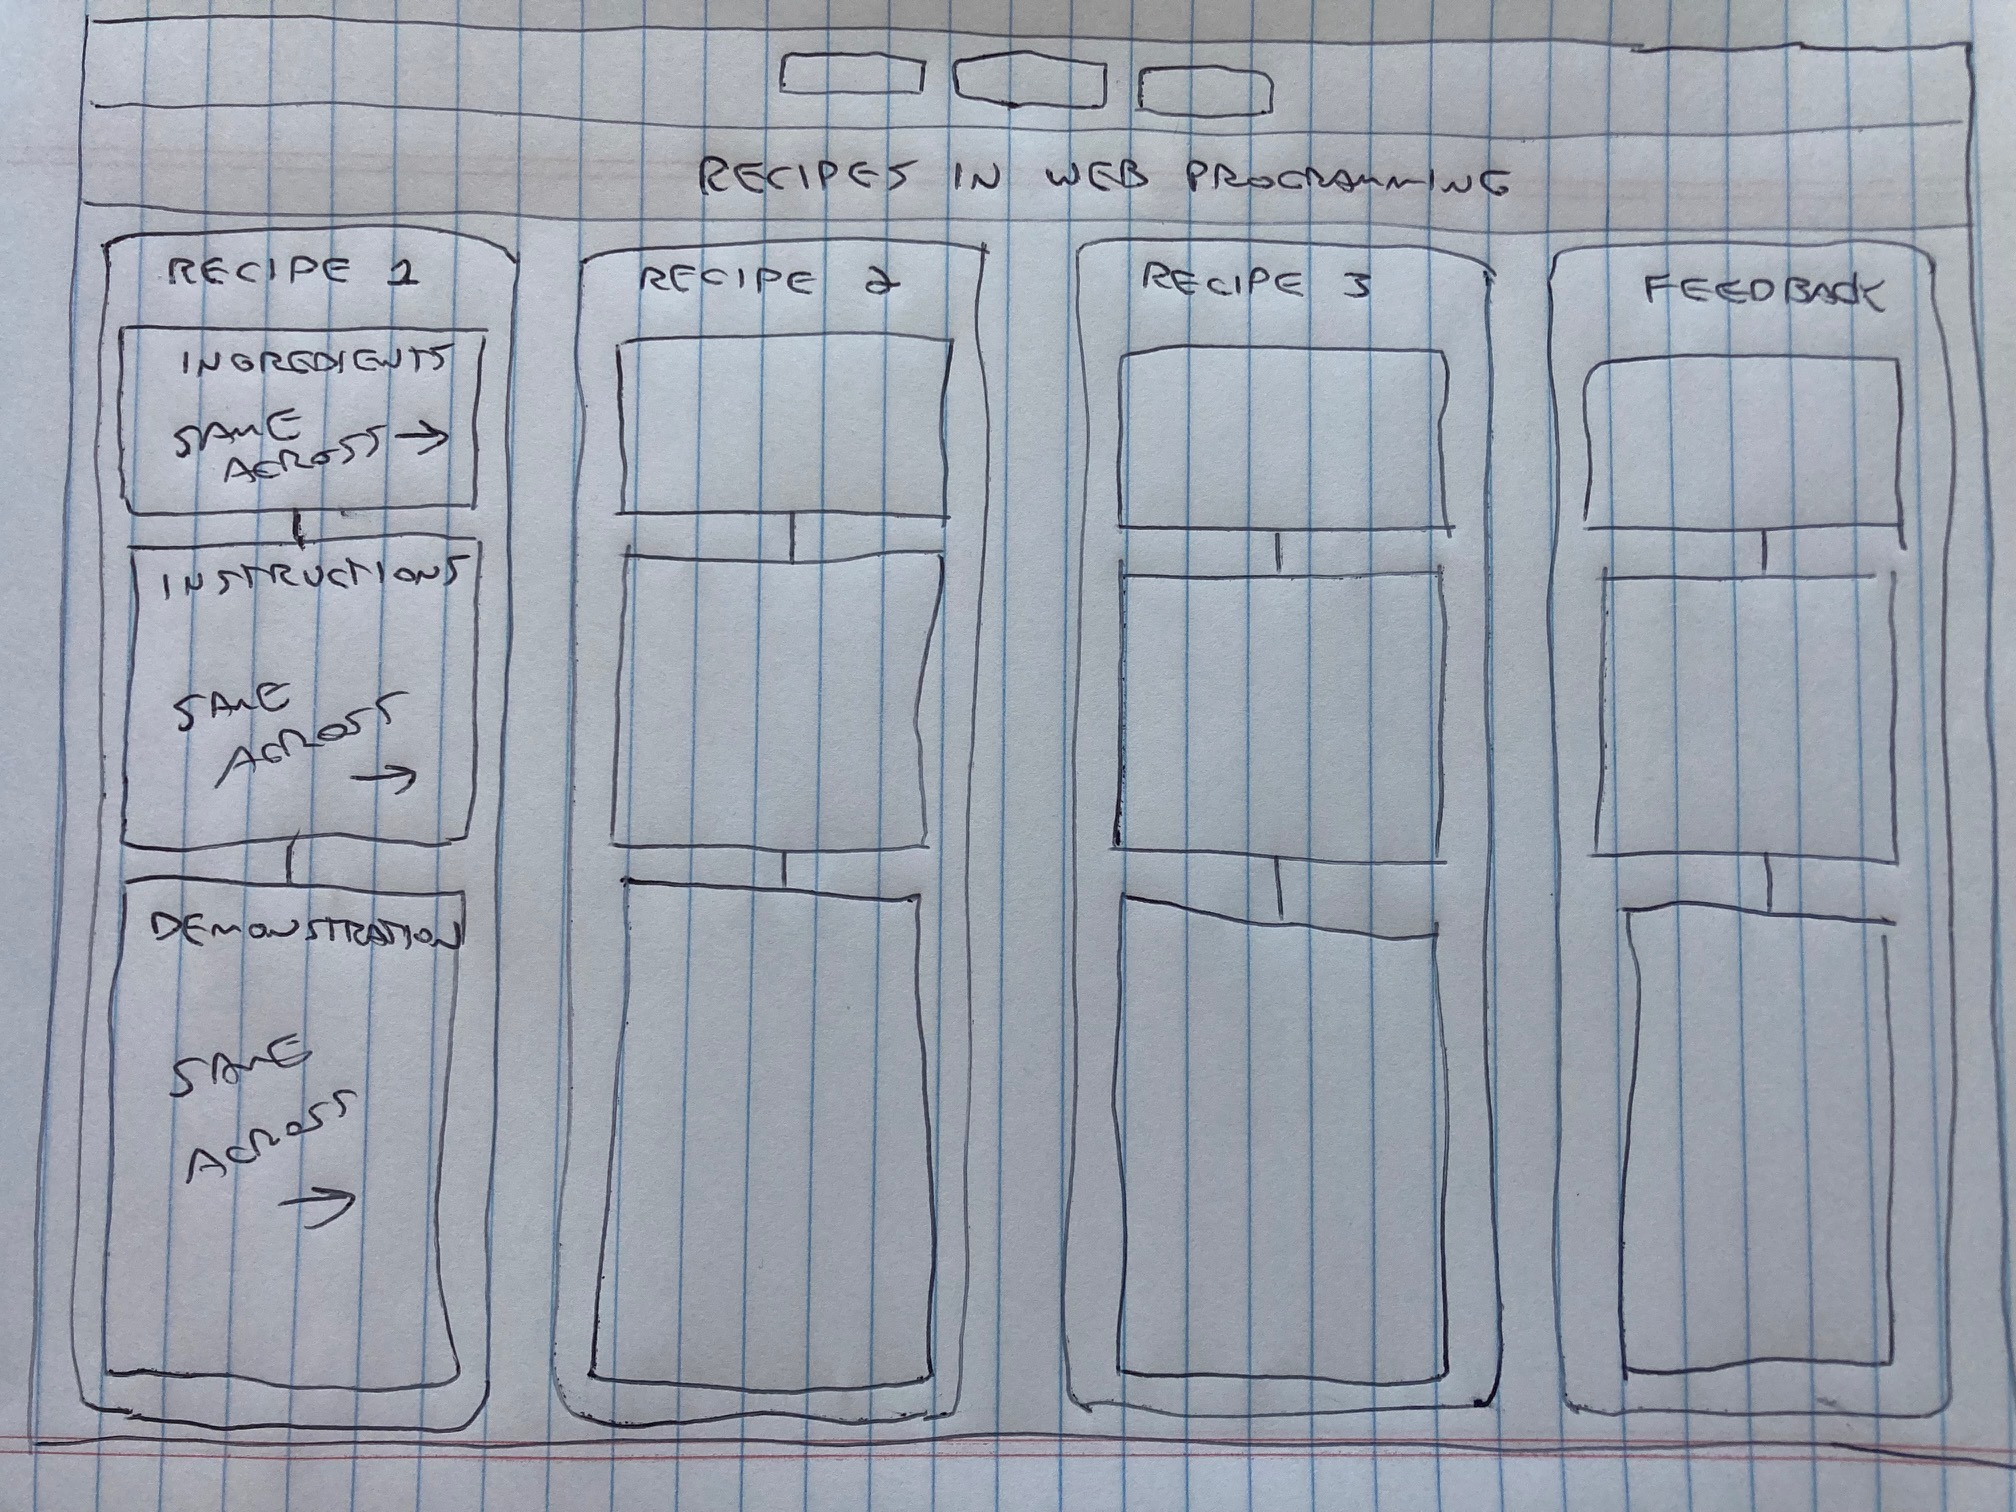 RECIPES IN WEB PROGRAMMING
RECIPE 1
INGREDIENTS
SAME
ACROSS →
INSTRUCTIONS
SAME
ACROSS
→
DEMONSTRATION
SAME
ACROSS
→
RECIPE 2
RECIPE 3
FEEDBACK